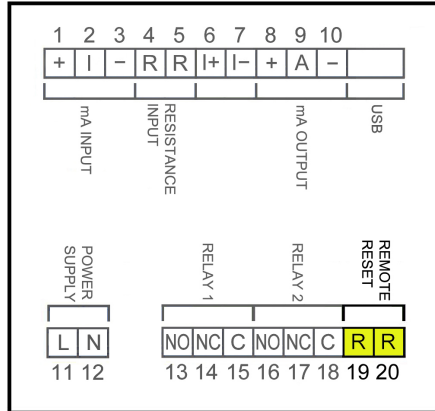 1 2 3 4 5 6 7 8 9 10
+ I − R R I+ I− + A −
mA INPUT
RESISTANCE
INPUT
mA OUTPUT
USB
POWER
SUPPLY
RELAY 1
RELAY 2
REMOTE
RESET
L N NO NC C NO NC C R R
11 12 13 14 15 16 17 18 19 20